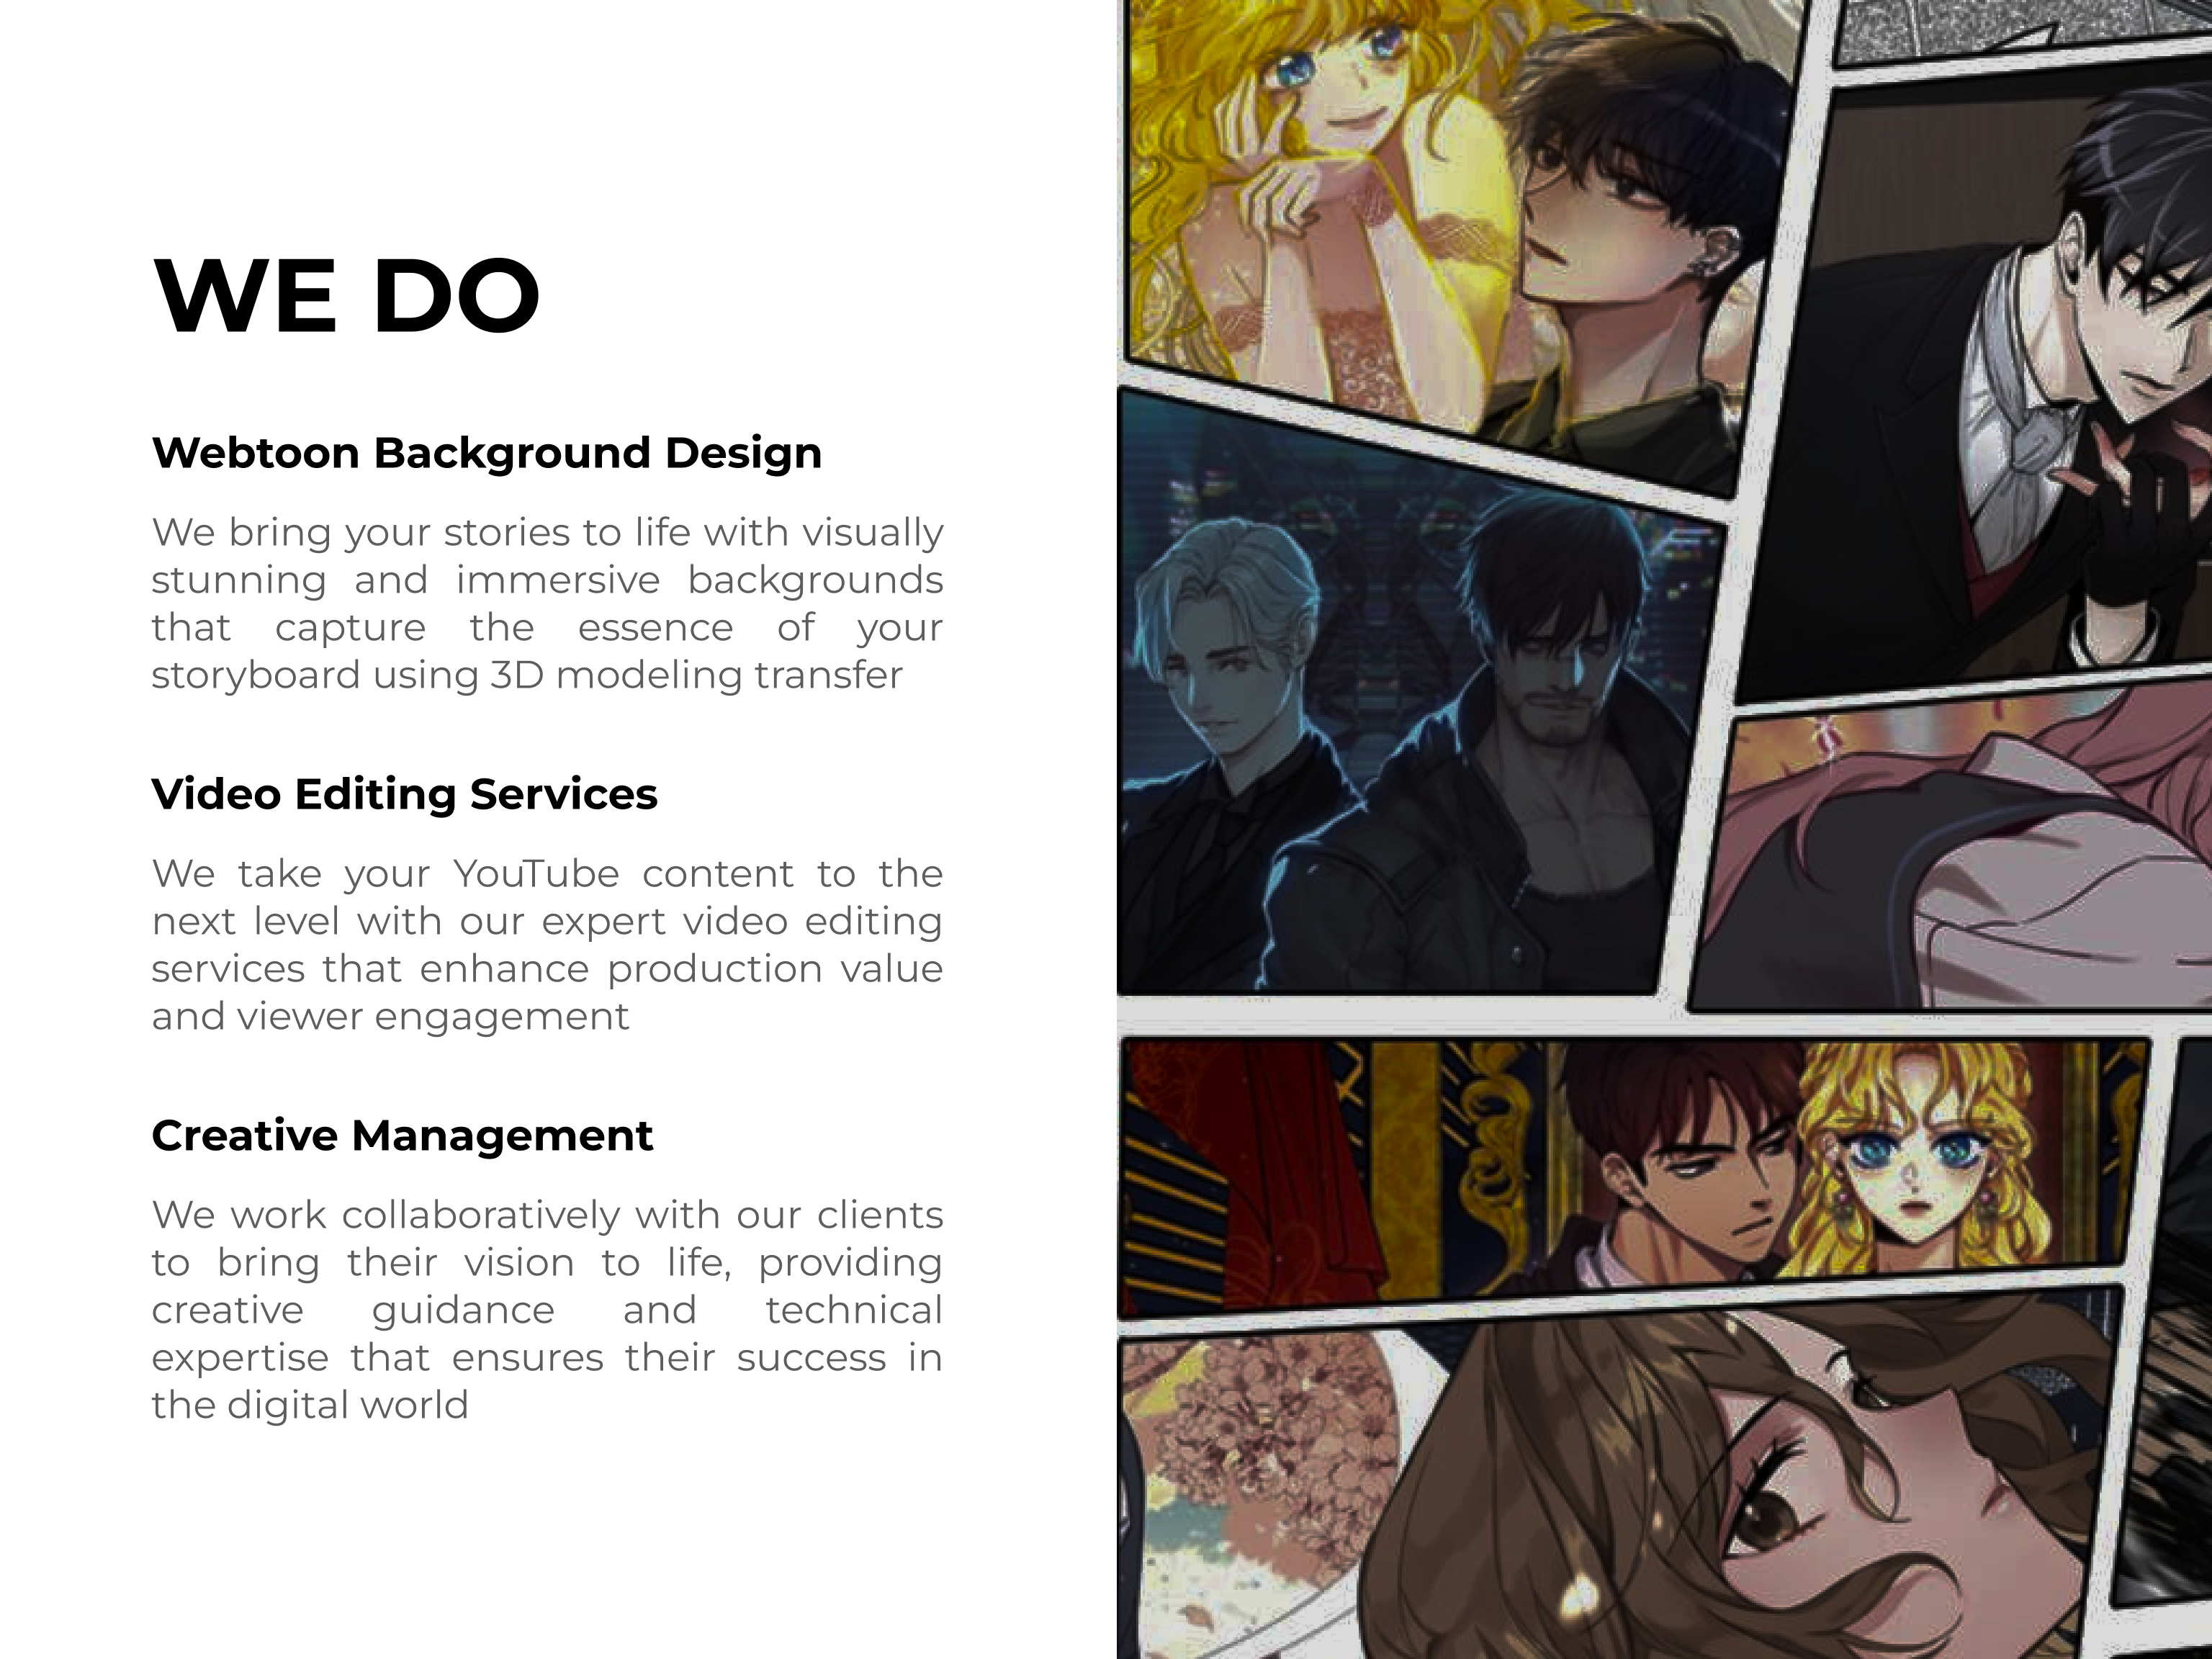 WE DO
Webtoon Background Design
We bring your stories to life with visually
stunning and immersive backgrounds
that capture the essence of your
storyboard using 3D modeling transfer
Video Editing Services
We take your YouTube content to the
next level with our expert video editing
services that enhance production value
and viewer engagement
Creative Management
We work collaboratively with our clients
to bring their vision to life, providing
creative guidance and technical
expertise that ensures their success in
the digital world